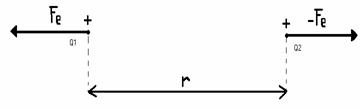 Fe + + -Fe
Q1 Q2
r